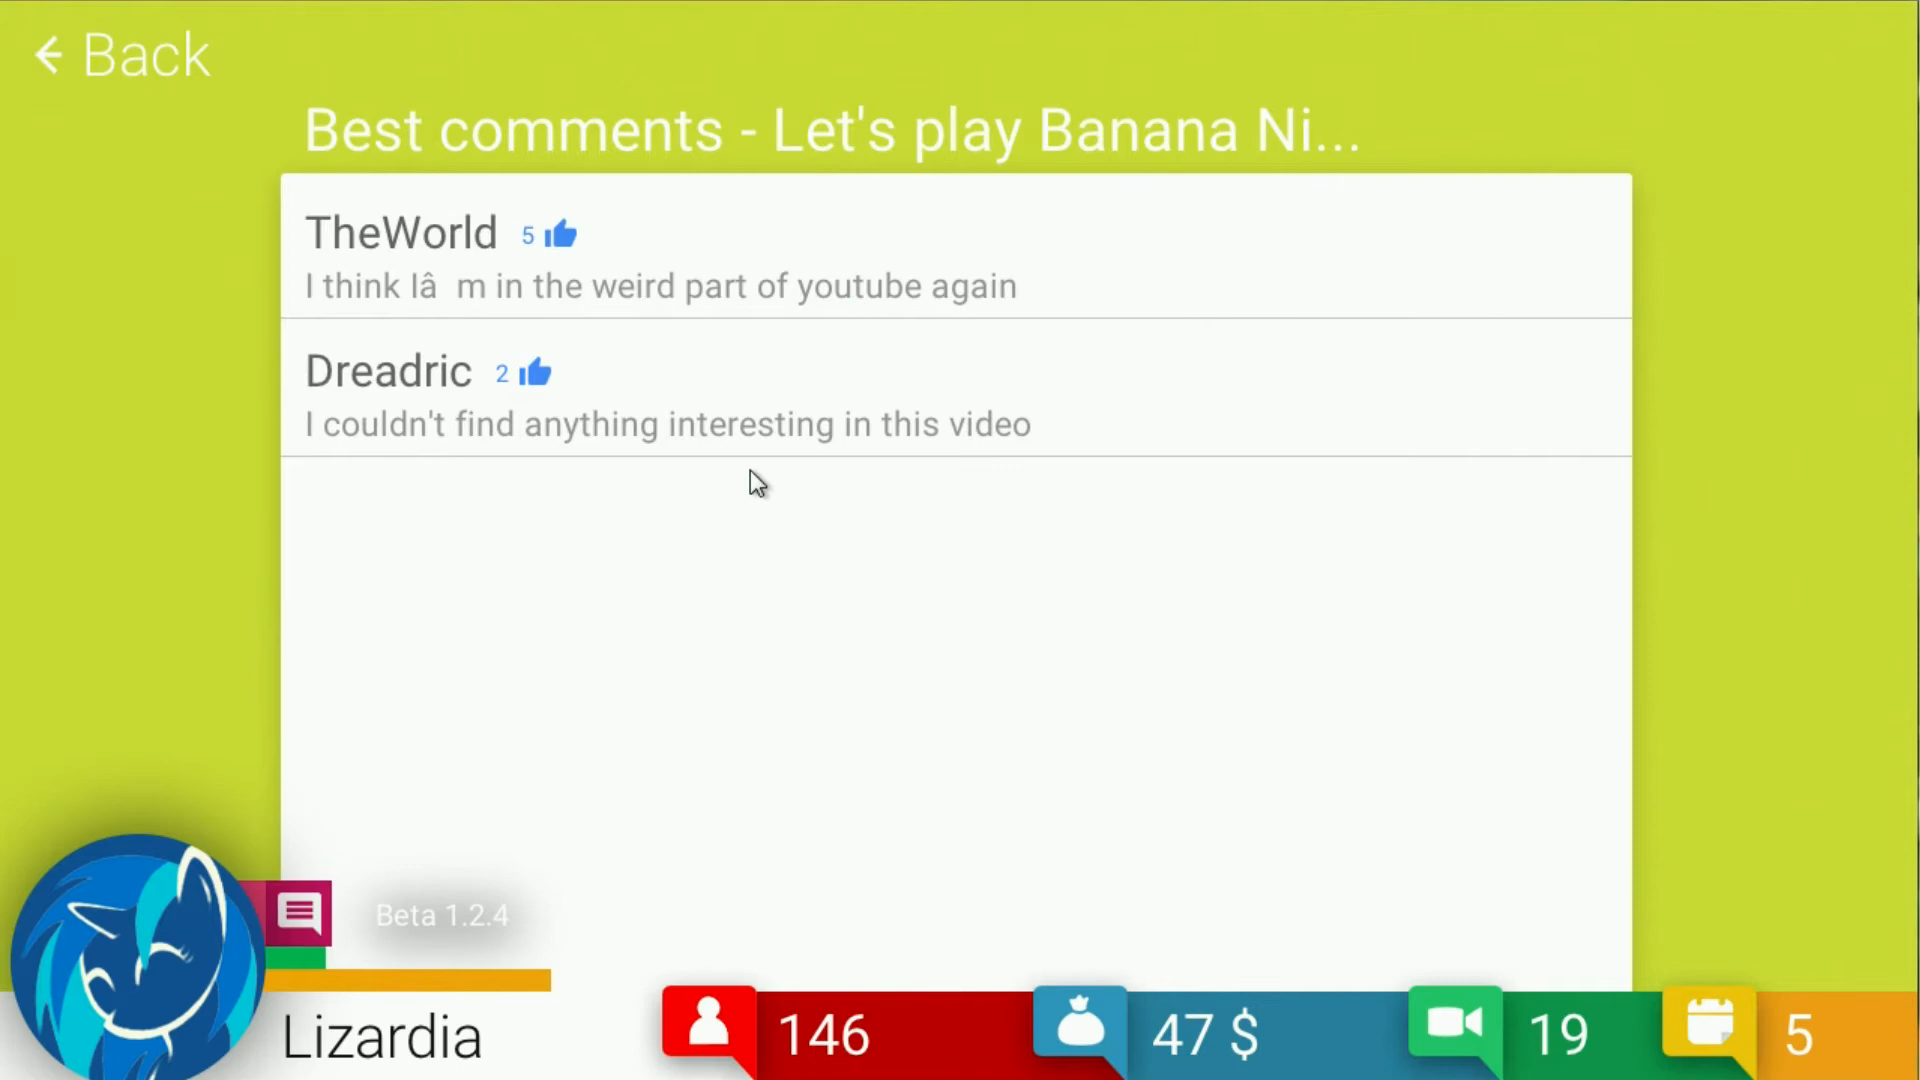 Back
Best comments - Let's play Banana Ni...
TheWorld 5
I think Iâ  m in the weird part of youtube again
Dreadric 2
I couldn't find anything interesting in this video
Beta 1.2.4
Lizardia
146
47 $
19
5